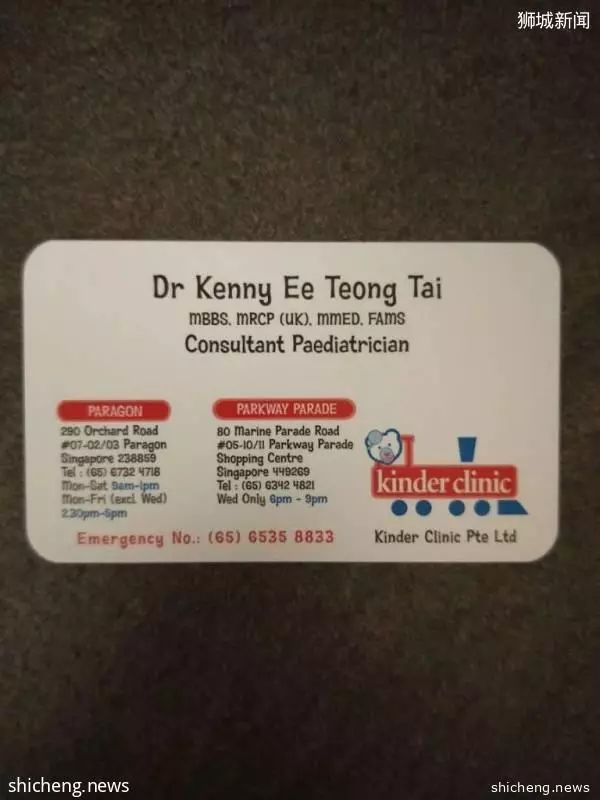 狮城新闻
Dr Kenny Ee Teong Tai
MBBS, MRCP (UK), MMED, FAMS
Consultant Paediatrician
PARAGON
290 Orchard Road
#07-02/03 Paragon
Singapore 238859
Tel : (65) 6732 4718
Mon-Sat 9am-1pm
Mon-Fri (excl. Wed)
2.30pm-5pm
PARKWAY PARADE
80 Marine Parade Road
#05-10/11 Parkway Parade
Shopping Centre
Singapore 449269
Tel : (65) 6342 4821
Wed Only 6pm - 9pm
kinder clinic
Emergency No.: (65) 6535 8833
Kinder Clinic Pte Ltd
shicheng.news
shicheng.news